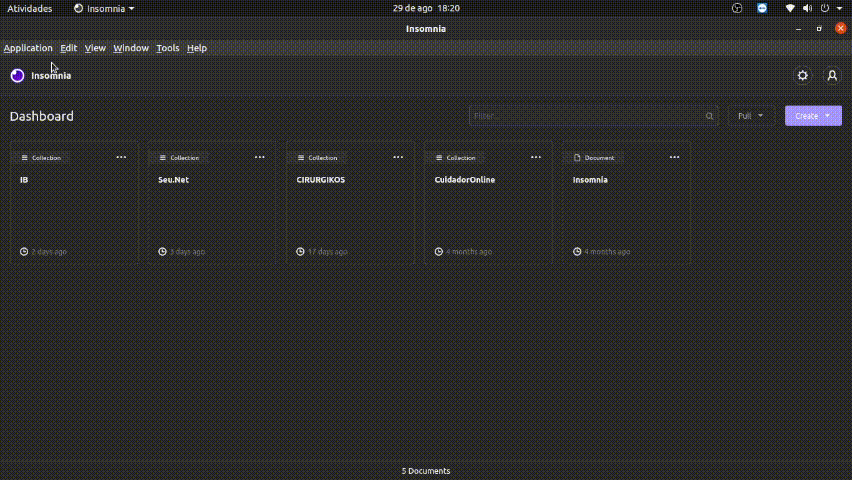 Atividades Insomnia 29 de ago 18:20
Insomnia
Application Edit View Window Tools Help
Insomnia
Dashboard Filter... Pull Create
Collection Collection Collection Collection Document
IB Seu.Net CIRURGIKOS CuidadorOnline Insomnia
2 days ago 3 days ago 17 days ago 4 months ago 4 months ago
5 Documents